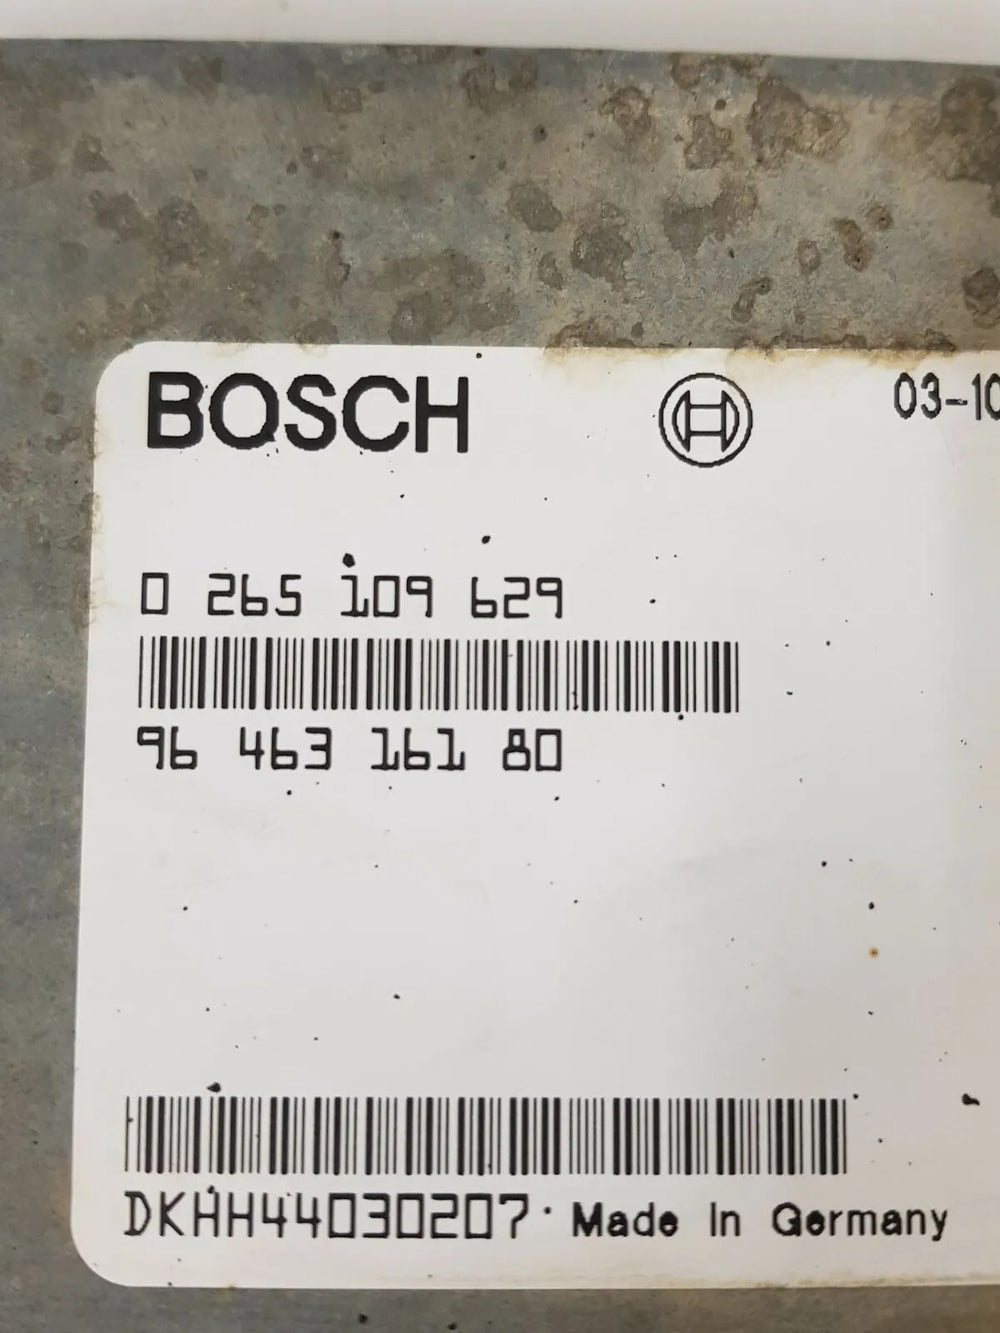 BOSCH 03-10
0 265 109 629
96 463 161 80
DKHH44030207 Made In Germany